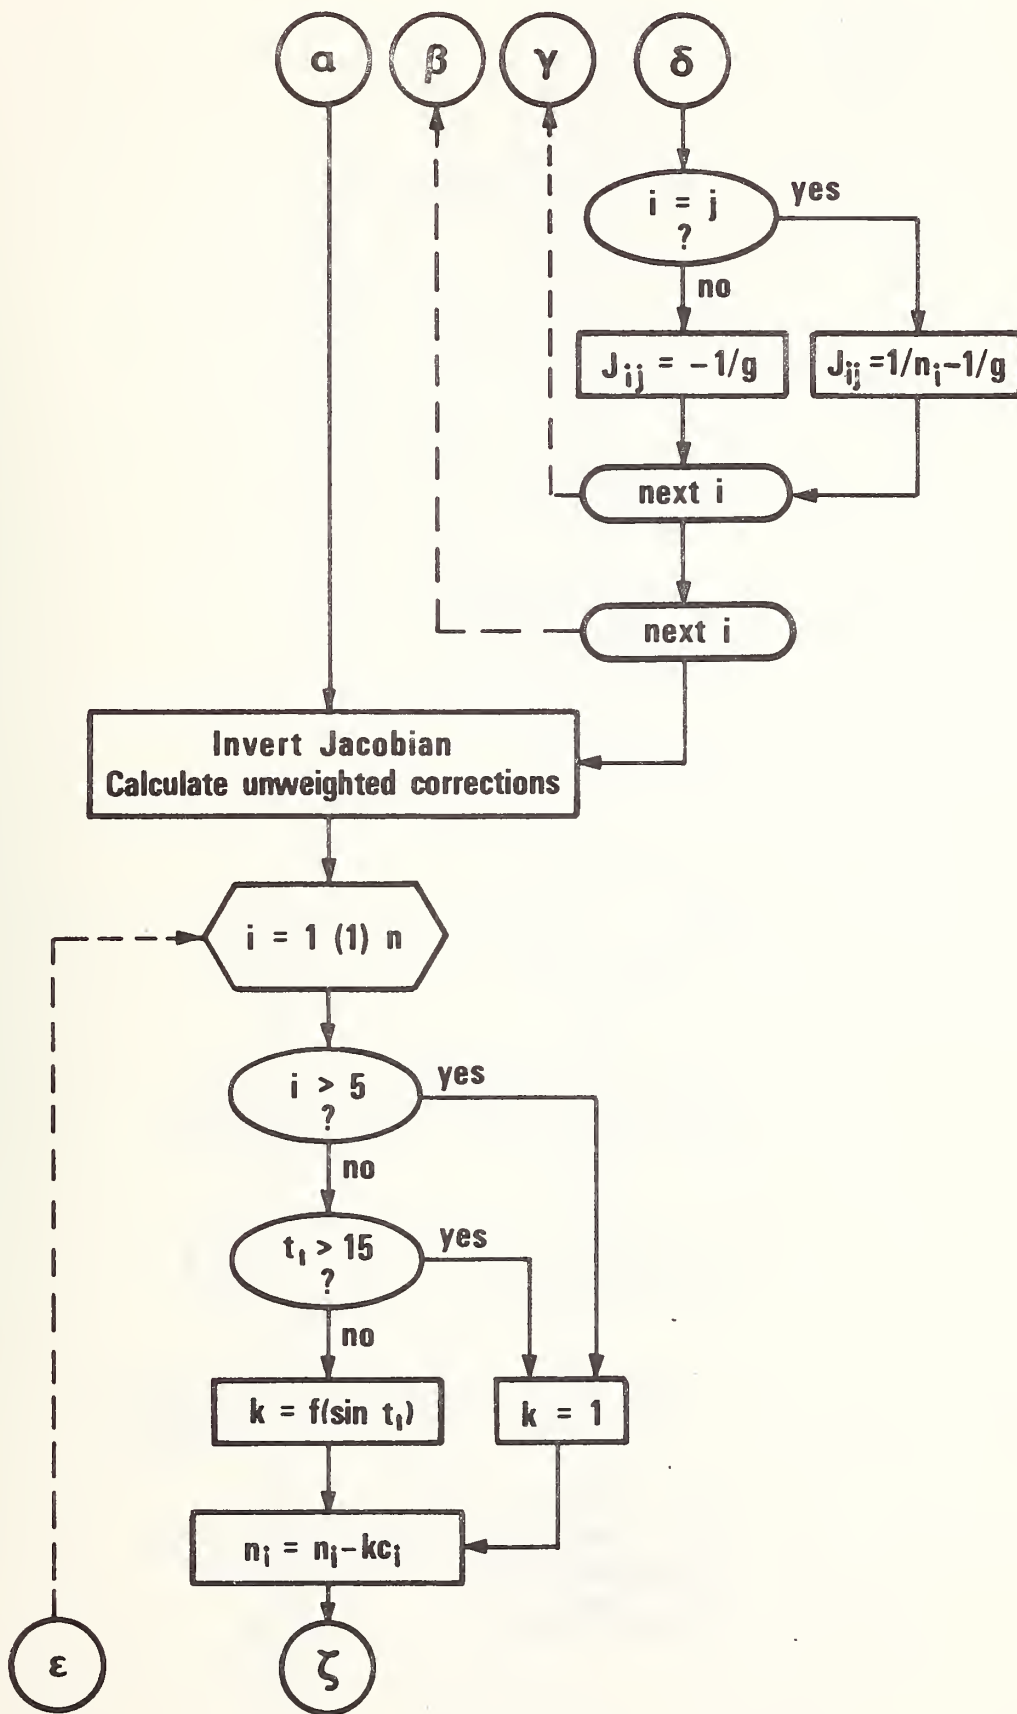 α β γ δ
i = j
?
yes
no
J_ij = -1/g
J_ij =1/n_i-1/g
next i
next i
Invert Jacobian
Calculate unweighted corrections
i = 1 (1) n
i > 5
?
yes
no
t_i > 15
?
yes
no
k = f(sin t_i)
k = 1
n_i = n_i-kc_i
ε
ζ